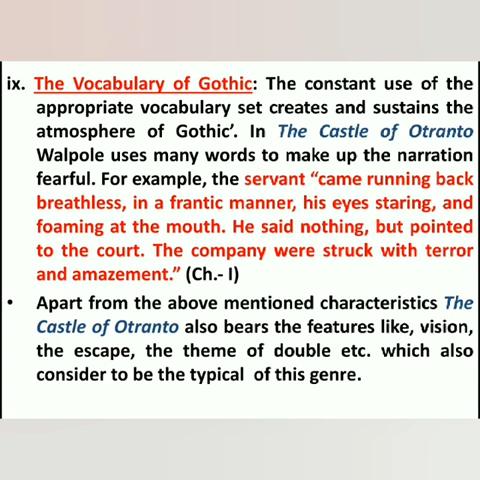 ix. The Vocabulary of Gothic: The constant use of the
appropriate vocabulary set creates and sustains the
atmosphere of Gothic’. In The Castle of Otranto
Walpole uses many words to make up the narration
fearful. For example, the servant “came running back
breathless, in a frantic manner, his eyes staring, and
foaming at the mouth. He said nothing, but pointed
to the court. The company were struck with terror
and amazement.” (Ch.- I)
• Apart from the above mentioned characteristics The
Castle of Otranto also bears the features like, vision,
the escape, the theme of double etc. which also
consider to be the typical of this genre.